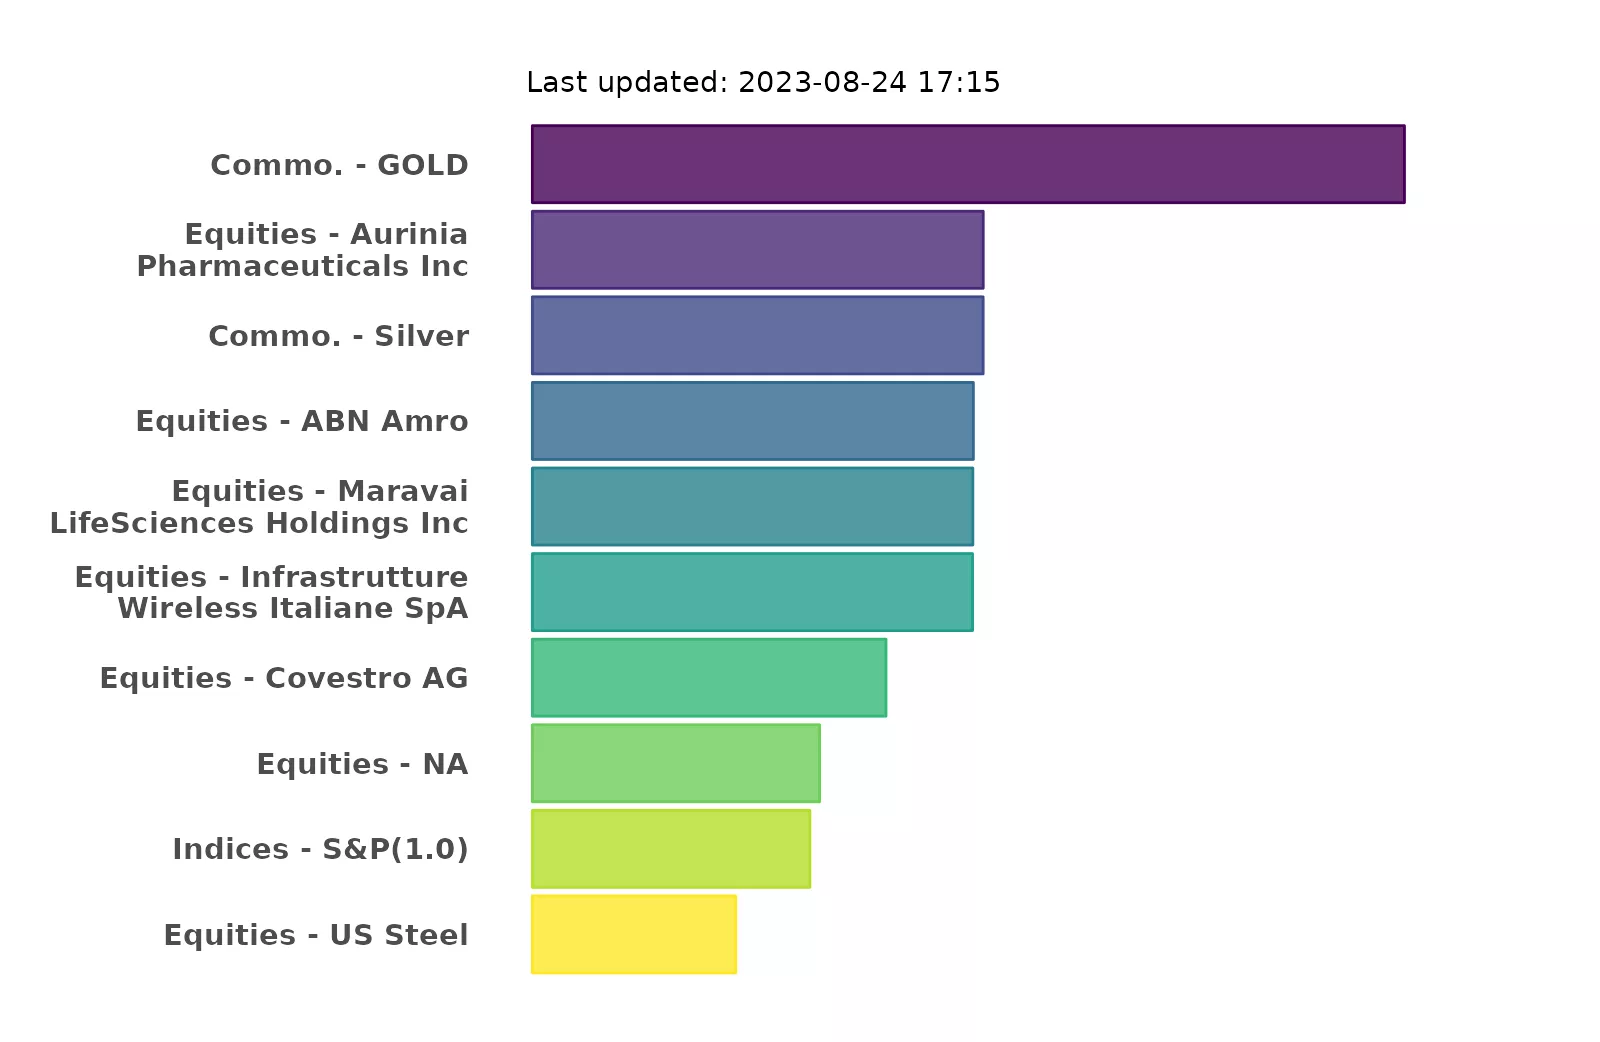 Last updated: 2023-08-24 17:15
Commo. - GOLD
Equities - Aurinia
Pharmaceuticals Inc
Commo. - Silver
Equities - ABN Amro
Equities - Maravai
LifeSciences Holdings Inc
Equities - Infrastrutture
Wireless Italiane SpA
Equities - Covestro AG
Equities - NA
Indices - S&P(1.0)
Equities - US Steel